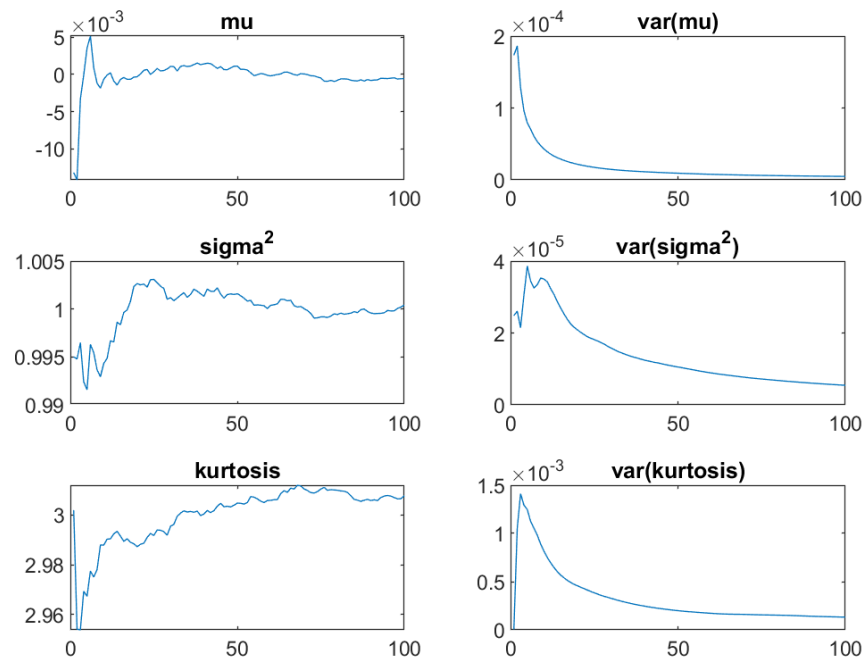 mu
×10⁻³
5
0
-5
-10
0 50 100
var(mu)
×10⁻⁴
2
1
0
0 50 100
sigma²
1.005
1
0.995
0.99
0 50 100
var(sigma²)
×10⁻⁵
4
2
0
0 50 100
kurtosis
3
2.98
2.96
0 50 100
var(kurtosis)
×10⁻³
1.5
1
0.5
0
0 50 100